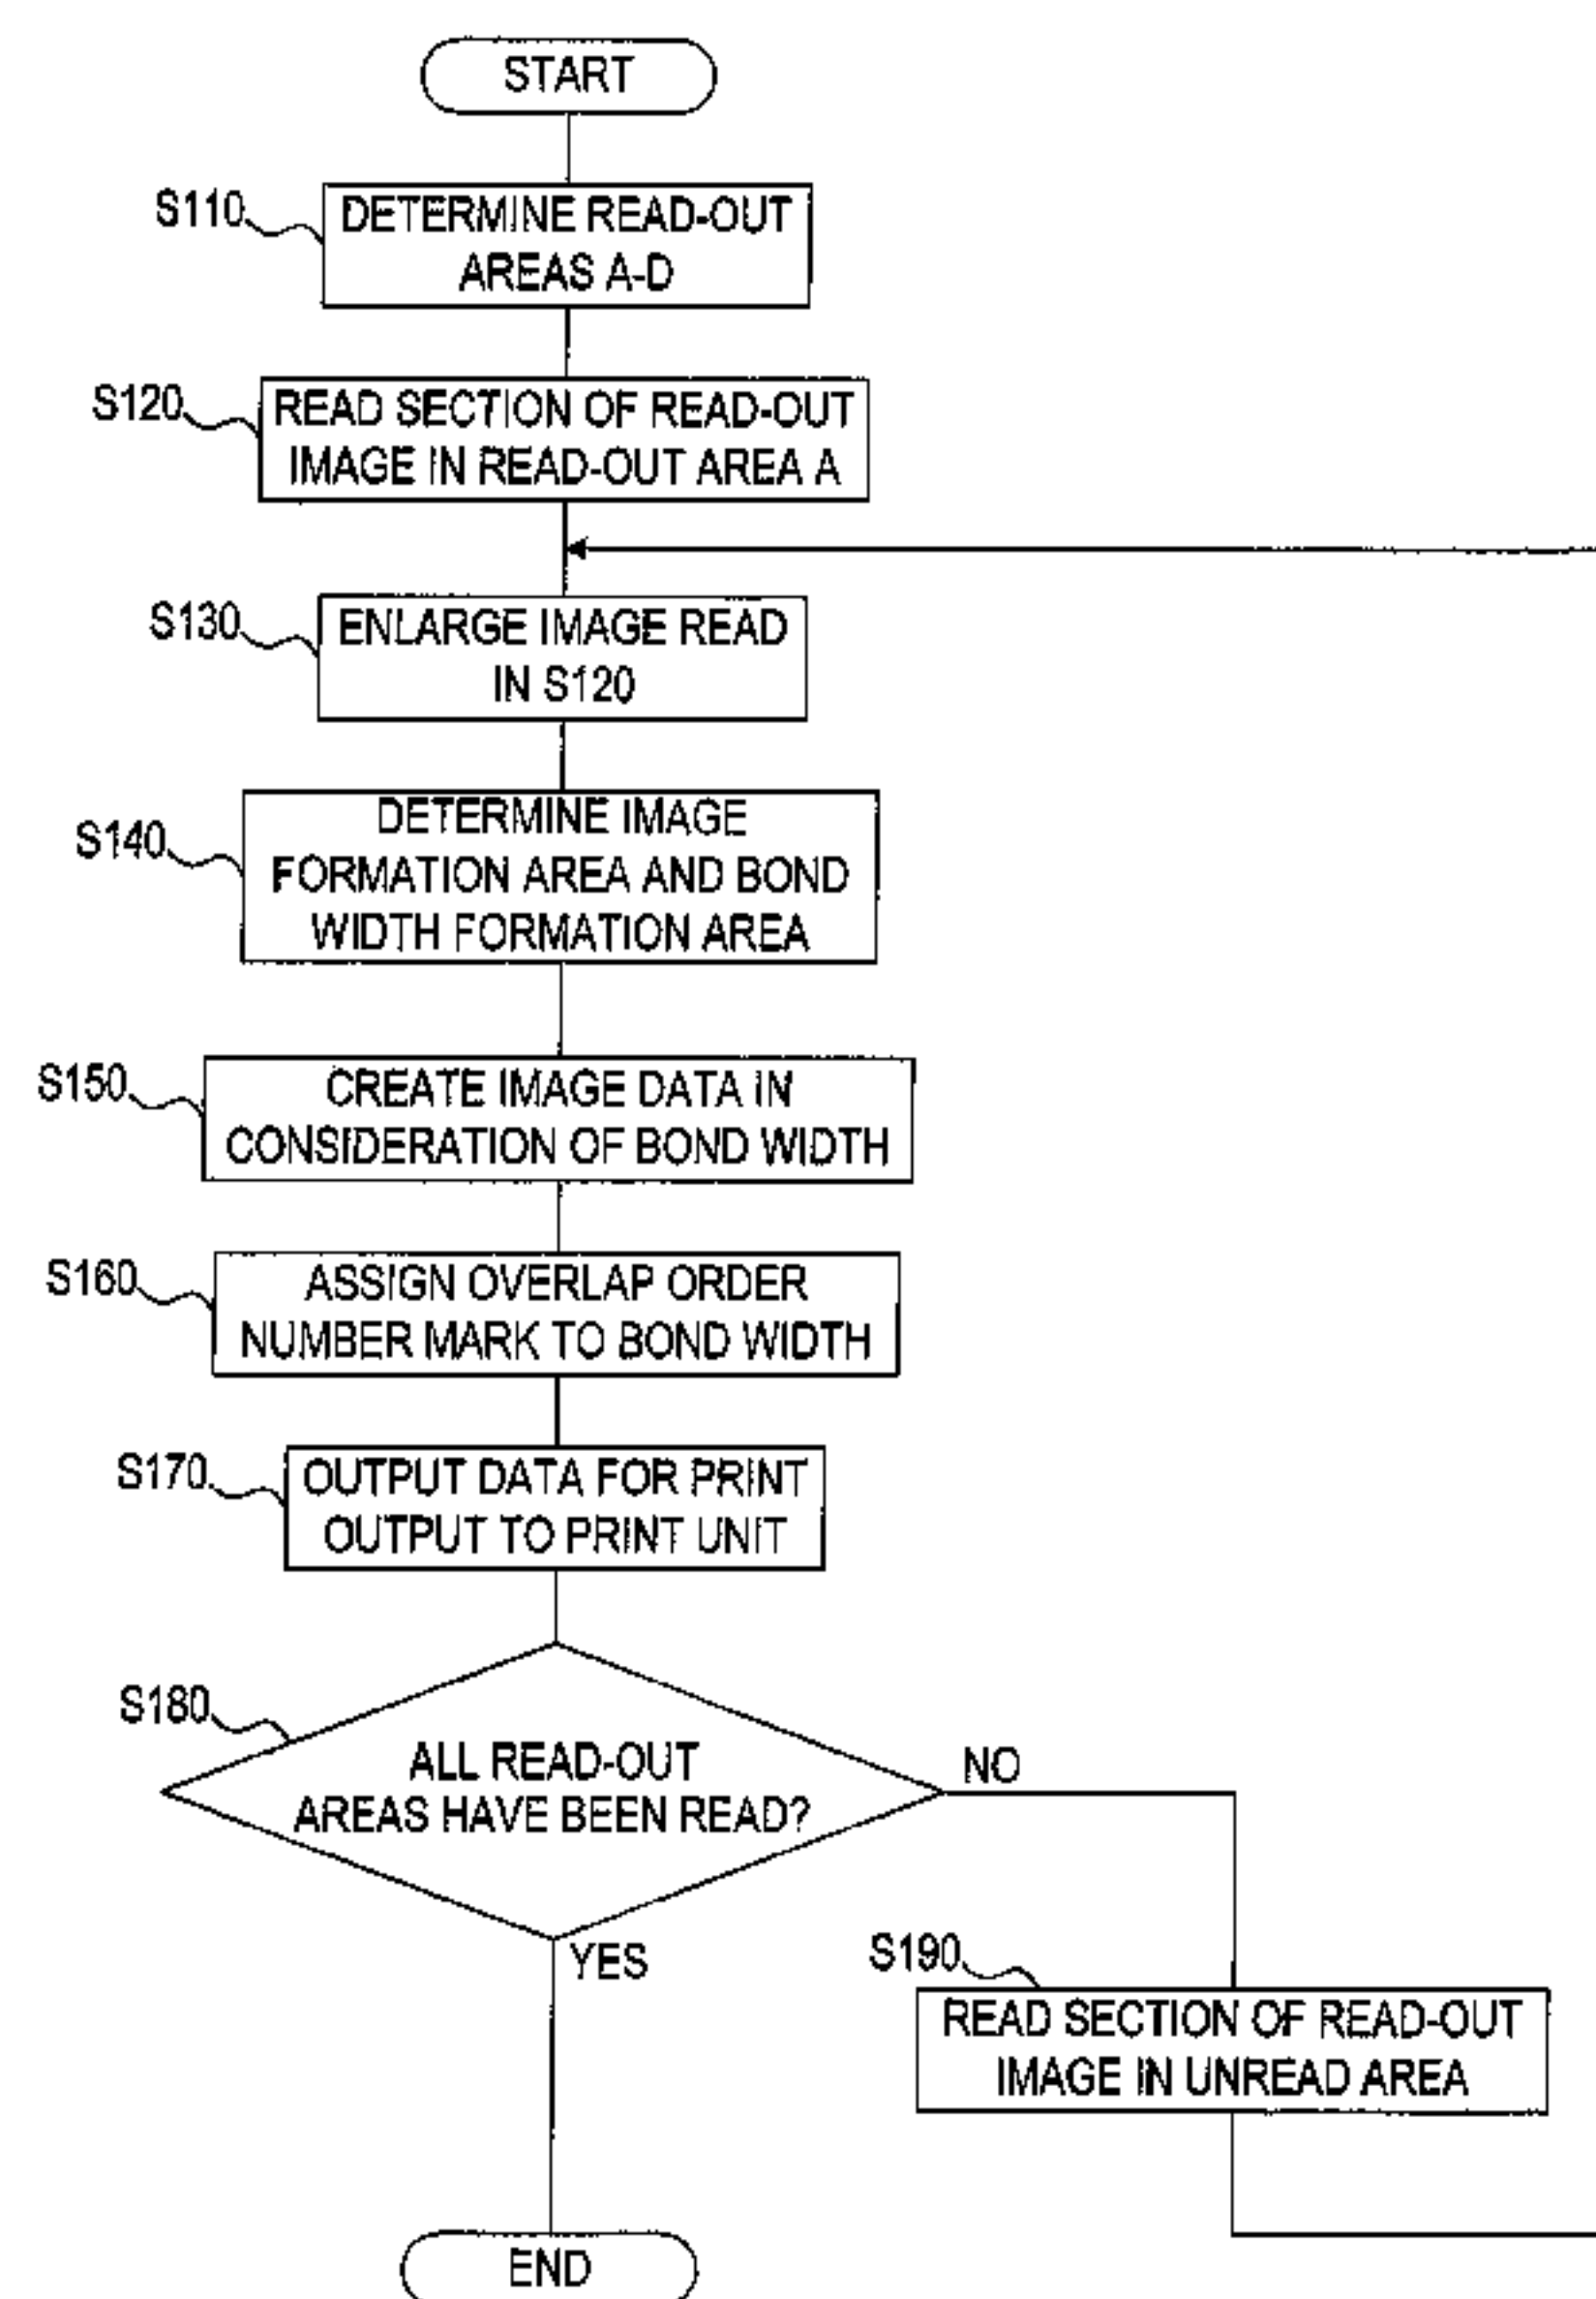 START
S110
DETERMINE READ-OUT
AREAS A-D
S120
READ SECTION OF READ-OUT
IMAGE IN READ-OUT AREA A
S130
ENLARGE IMAGE READ
IN S120
S140
DETERMINE IMAGE
FORMATION AREA AND BOND
WIDTH FORMATION AREA
S150
CREATE IMAGE DATA IN
CONSIDERATION OF BOND WIDTH
S160
ASSIGN OVERLAP ORDER
NUMBER MARK TO BOND WIDTH
S170
OUTPUT DATA FOR PRINT
OUTPUT TO PRINT UNIT
S180
ALL READ-OUT
AREAS HAVE BEEN READ?
NO
YES
S190
READ SECTION OF READ-OUT
IMAGE IN UNREAD AREA
END